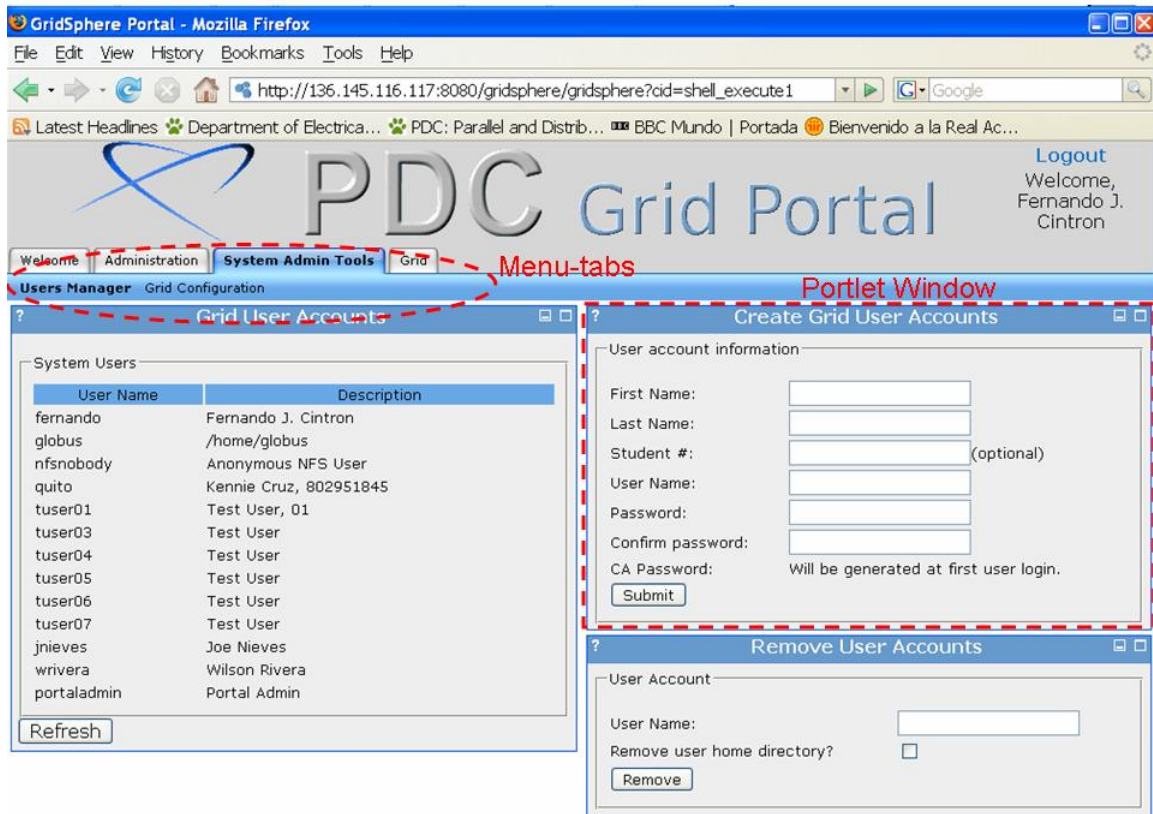 GridSphere Portal - Mozilla Firefox
File Edit View History Bookmarks Tools Help
http://136.145.116.117:8080/gridsphere/gridsphere?cid=shell_execute1
G Google
Latest Headlines Department of Electrica... PDC: Parallel and Distrib... BBC Mundo | Portada Bienvenido a la Real Ac...
PDC Grid Portal
Logout
Welcome,
Fernando J.
Cintron
Welcome Administration System Admin Tools Grid
Menu-tabs
Users Manager Grid Configuration
Portlet Window
? Grid User Accounts
System Users
User Name Description
fernando Fernando J. Cintron
globus /home/globus
nfsnobody Anonymous NFS User
quito Kennie Cruz, 802951845
tuser01 Test User, 01
tuser03 Test User
tuser04 Test User
tuser05 Test User
tuser06 Test User
tuser07 Test User
jnieves Joe Nieves
wrivera Wilson Rivera
portaladmin Portal Admin
Refresh
? Create Grid User Accounts
User account information
First Name:
Last Name:
Student #: (optional)
User Name:
Password:
Confirm password:
CA Password: Will be generated at first user login.
Submit
? Remove User Accounts
User Account
User Name:
Remove user home directory?
Remove